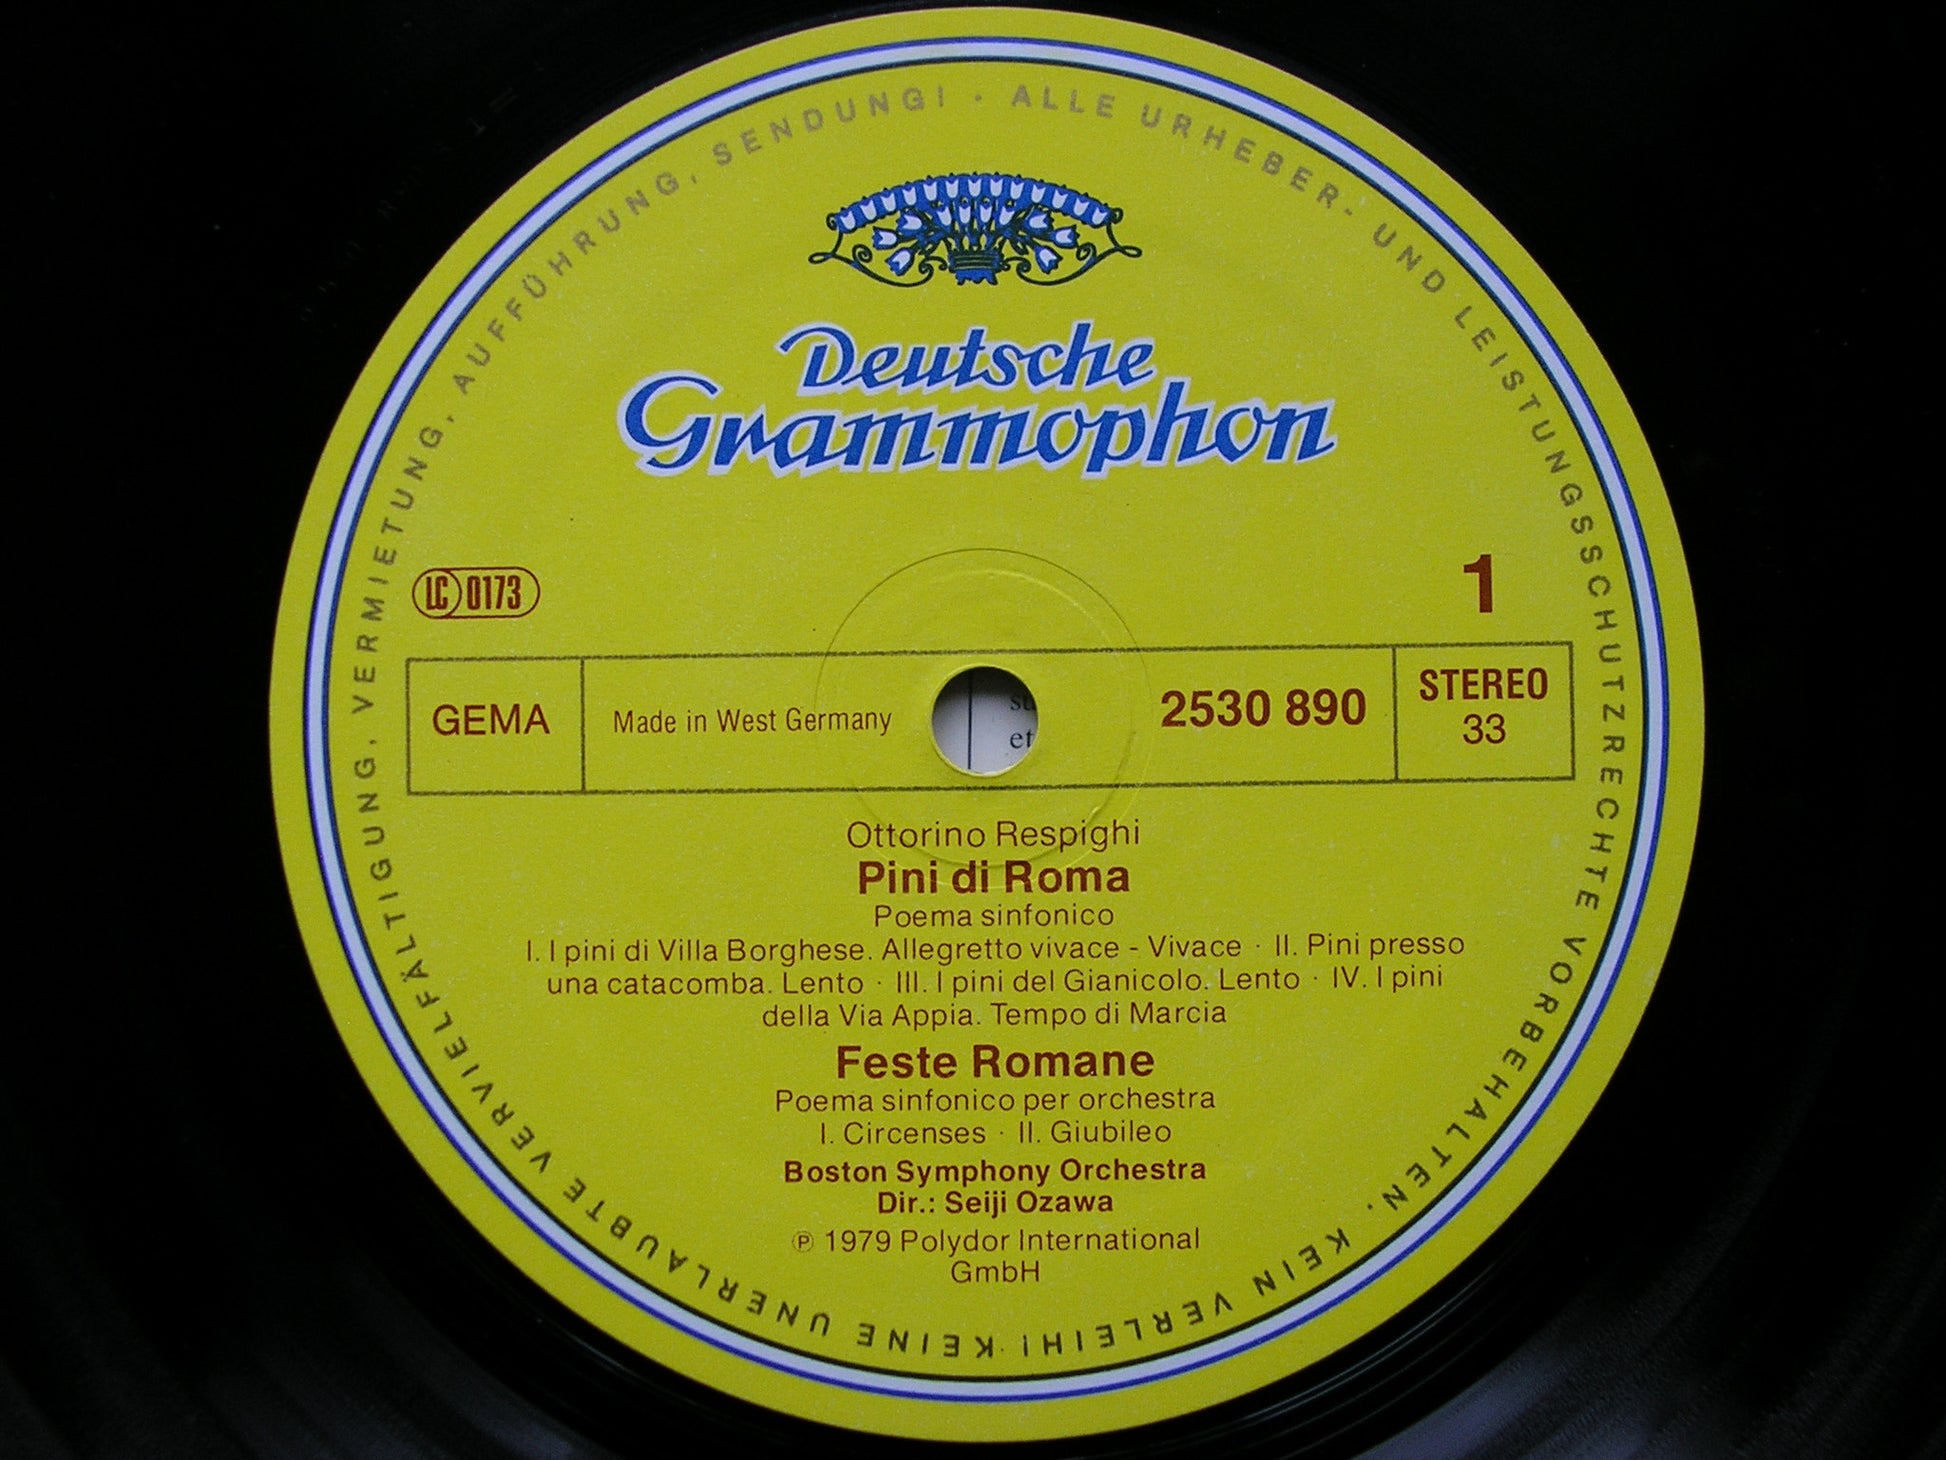 ALLE URHEBER- UND LEISTUNGSSCHUTZRECHTE VORBEHALTEN. KEIN VERLEIH! KEINE UNERLAUBTE VERVIELFÄLTIGUNG, VERMIETUNG, AUFFÜHRUNG, SENDUNG! ·
Deutsche
Grammophon
LC 0173
1
GEMA
Made in West Germany
2530 890
STEREO
33
su
et
Ottorino Respighi
Pini di Roma
Poema sinfonico
I. I pini di Villa Borghese. Allegretto vivace - Vivace · II. Pini presso
una catacomba. Lento · III. I pini del Gianicolo. Lento · IV. I pini
della Via Appia. Tempo di Marcia
Feste Romane
Poema sinfonico per orchestra
I. Circenses · II. Giubileo
Boston Symphony Orchestra
Dir.: Seiji Ozawa
℗ 1979 Polydor International
GmbH